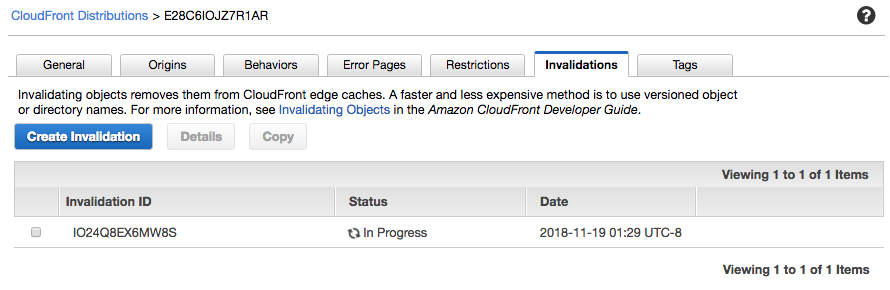 CloudFront Distributions > E28C6IOJZ7R1AR
?
General Origins Behaviors Error Pages Restrictions Invalidations Tags
Invalidating objects removes them from CloudFront edge caches. A faster and less expensive method is to use versioned object
or directory names. For more information, see Invalidating Objects in the Amazon CloudFront Developer Guide.
Create Invalidation Details Copy
Viewing 1 to 1 of 1 Items
Invalidation ID Status Date
IO24Q8EX6MW8S In Progress 2018-11-19 01:29 UTC-8
Viewing 1 to 1 of 1 Items